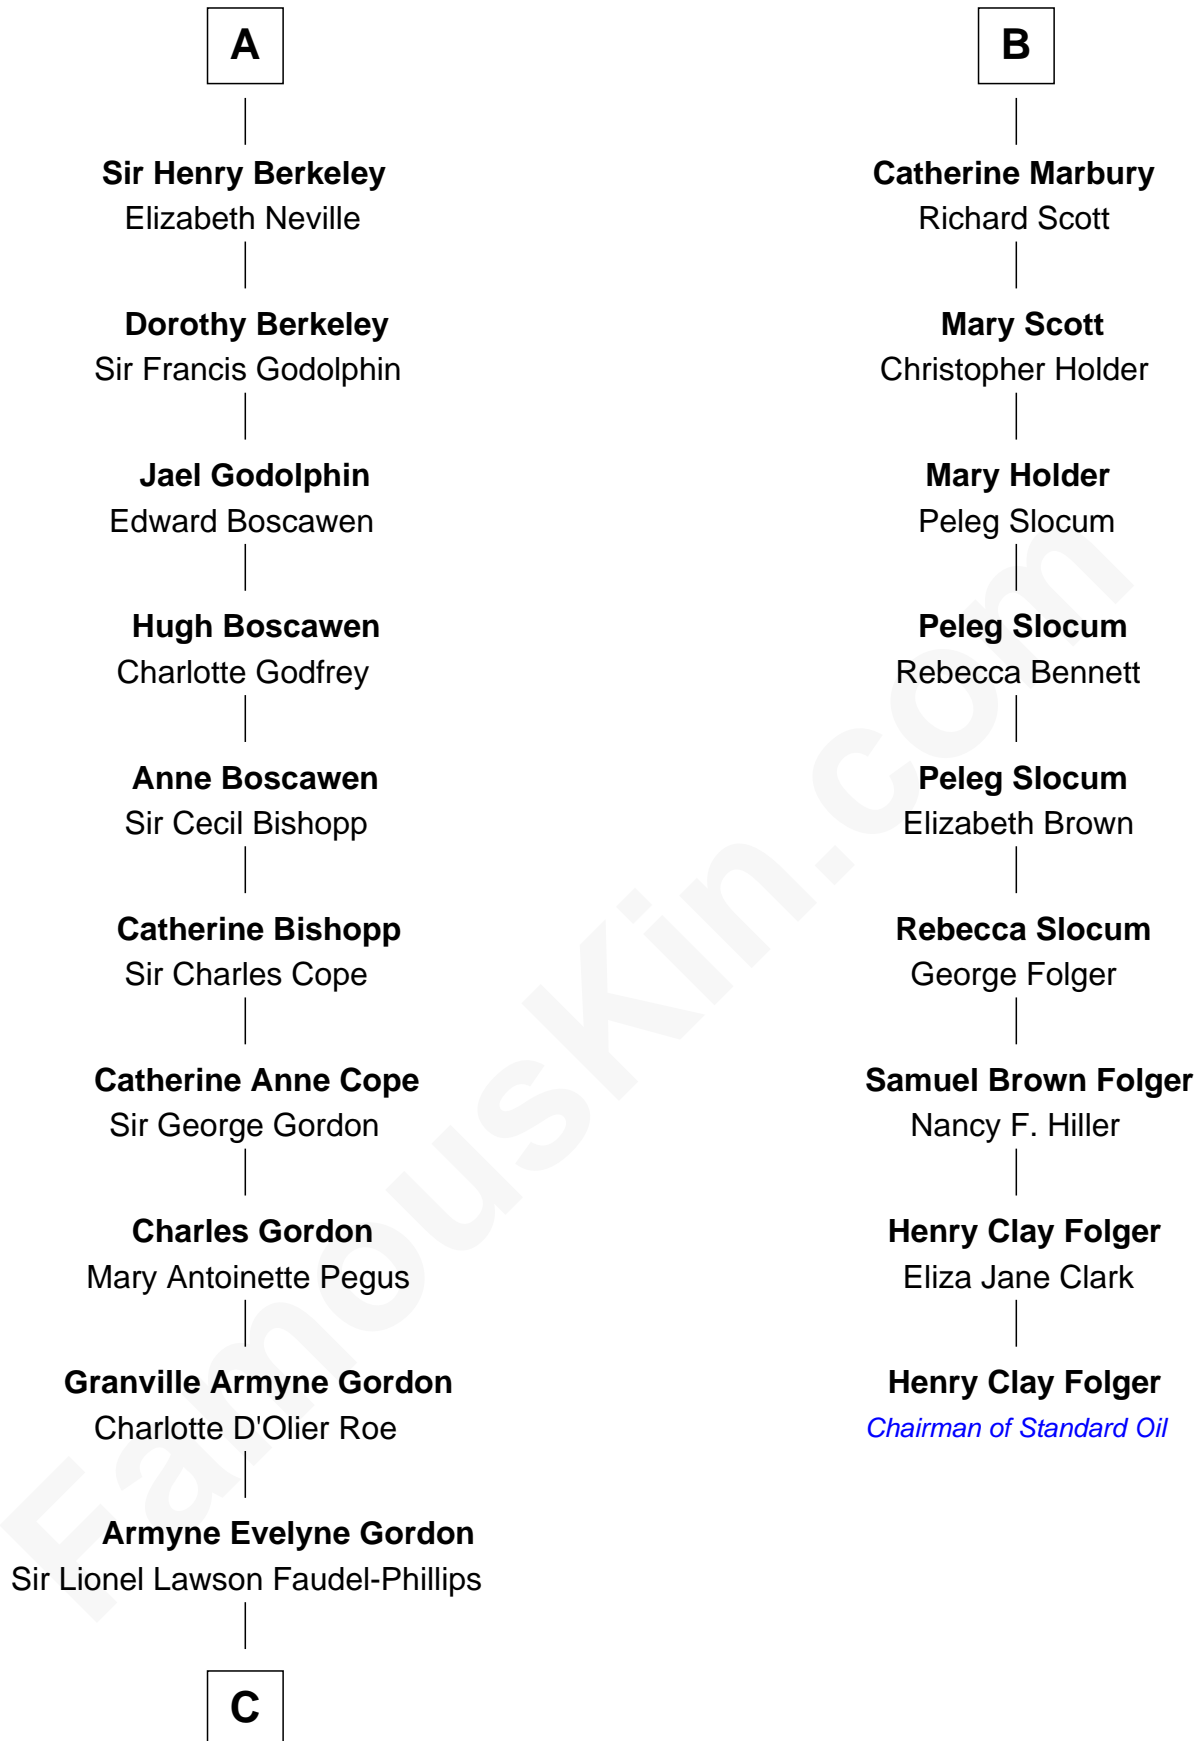 A
Sir Henry Berkeley
Elizabeth Neville
Dorothy Berkeley
Sir Francis Godolphin
Jael Godolphin
Edward Boscawen
Hugh Boscawen
Charlotte Godfrey
Anne Boscawen
Sir Cecil Bishopp
Catherine Bishopp
Sir Charles Cope
Catherine Anne Cope
Sir George Gordon
Charles Gordon
Mary Antoinette Pegus
Granville Armyne Gordon
Charlotte D'Olier Roe
Armyne Evelyne Gordon
Sir Lionel Lawson Faudel-Phillips
C
B
Catherine Marbury
Richard Scott
Mary Scott
Christopher Holder
Mary Holder
Peleg Slocum
Peleg Slocum
Rebecca Bennett
Peleg Slocum
Elizabeth Brown
Rebecca Slocum
George Folger
Samuel Brown Folger
Nancy F. Hiller
Henry Clay Folger
Eliza Jane Clark
Henry Clay Folger
Chairman of Standard Oil
FamousKin.com